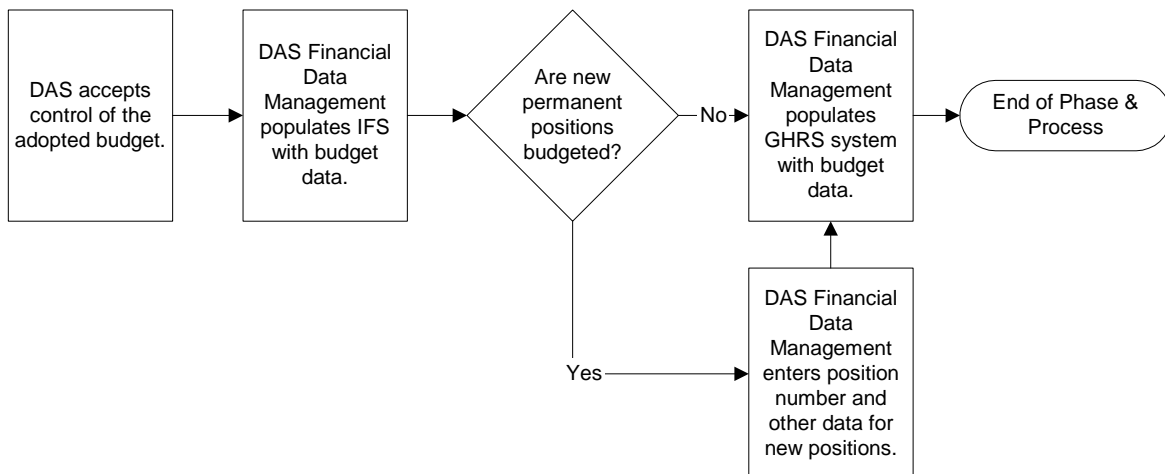 DAS accepts
control of the
adopted budget.
DAS Financial
Data
Management
populates IFS
with budget
data.
Are new
permanent
positions
budgeted?
No
DAS Financial
Data
Management
populates
GHRS system
with budget
data.
End of Phase &
Process
Yes
DAS Financial
Data
Management
enters position
number and
other data for
new positions.